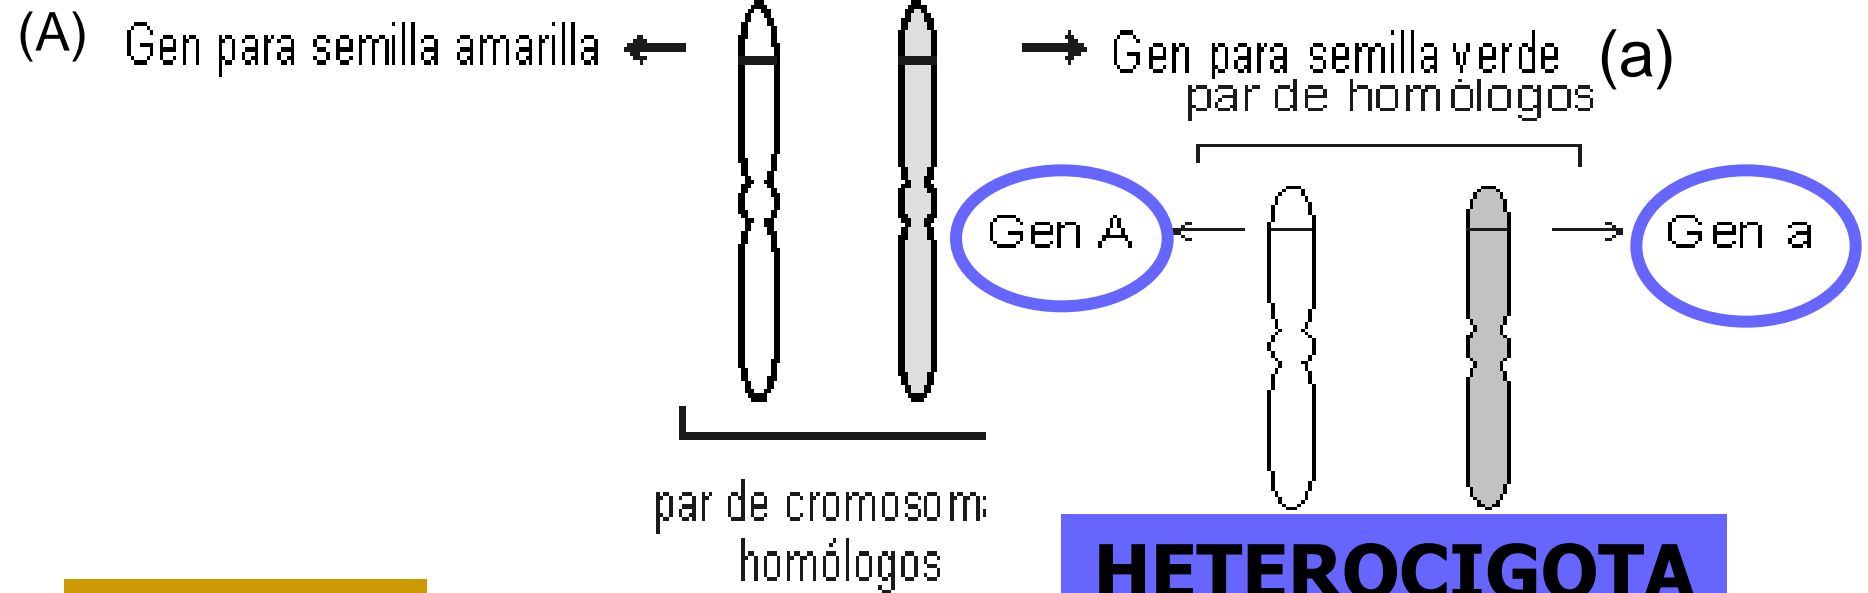 (A) Gen para semilla amarilla
Gen para semilla verde (a)
par de homólogos
Gen A
Gen a
par de cromosom
homólogos
HETEROCIGOTA